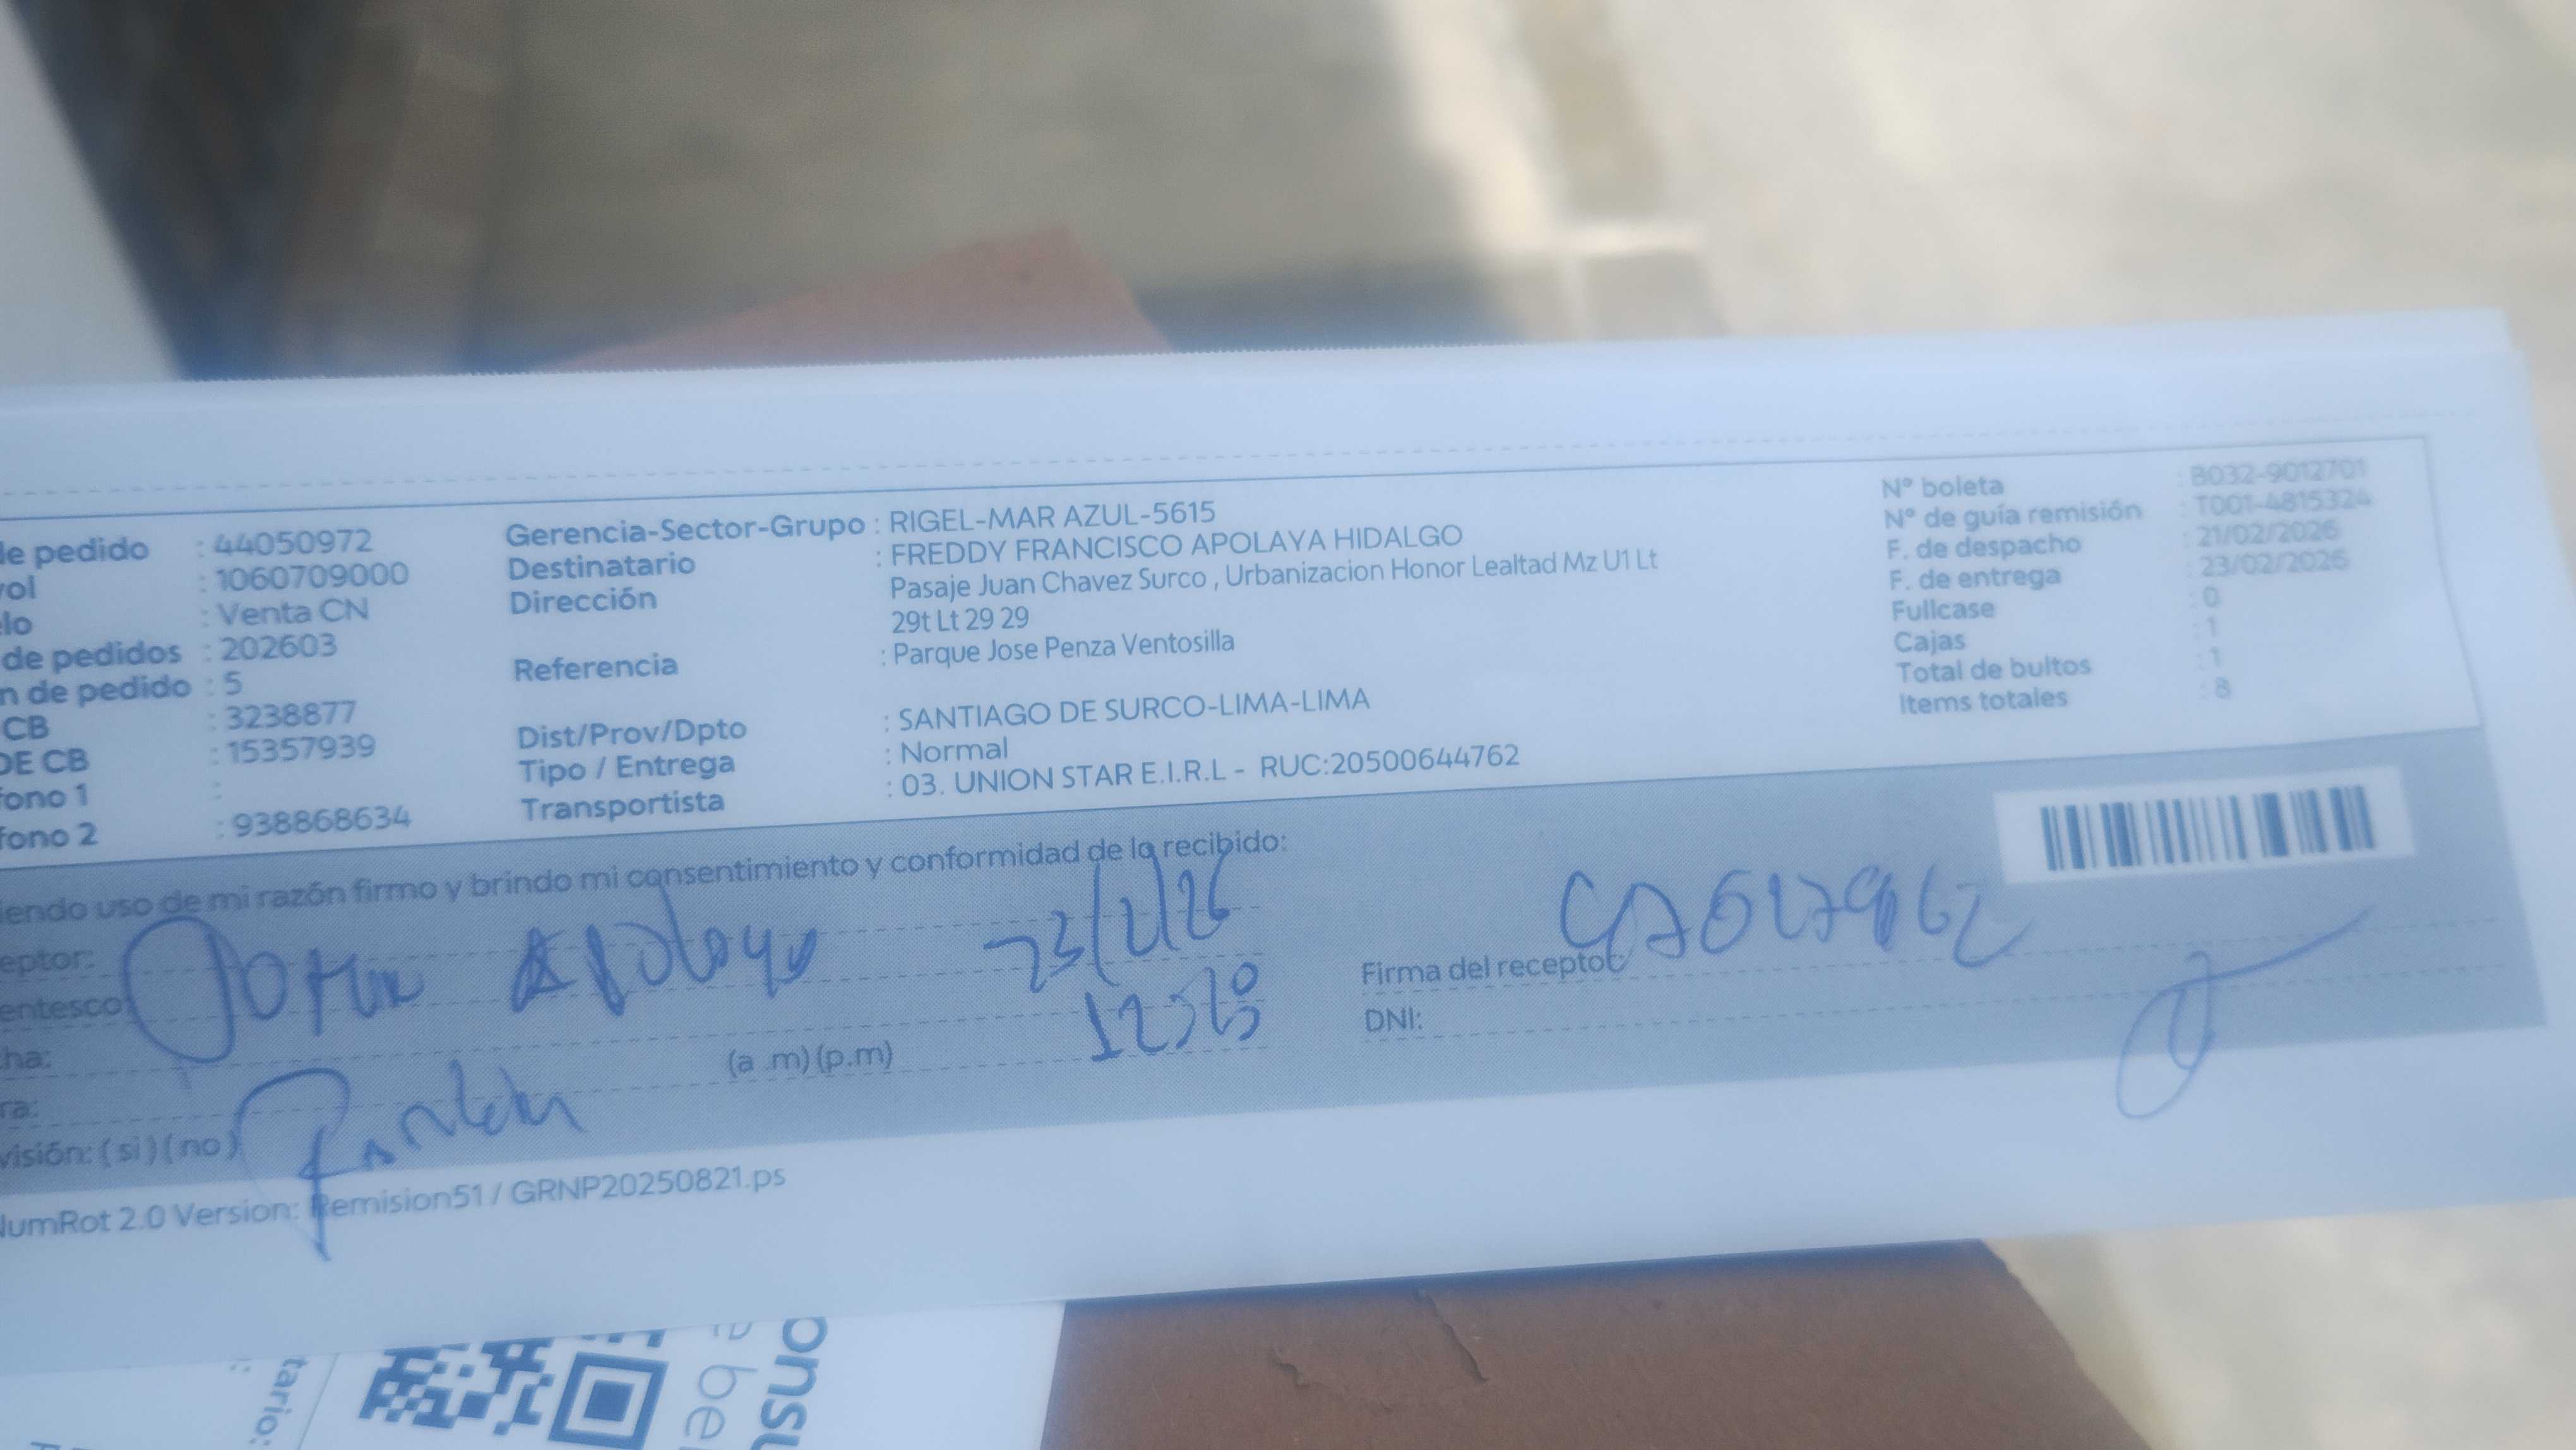 de pedido : 44050972
: 1060709000
: Venta CN
de pedidos : 202603
n de pedido : 5
CB : 3238877
DE CB : 15357939
fono 1 :
fono 2 : 938868634
Gerencia-Sector-Grupo : RIGEL-MAR AZUL-5615
Destinatario : FREDDY FRANCISCO APOLAYA HIDALGO
Dirección Pasaje Juan Chavez Surco , Urbanizacion Honor Lealtad Mz U1 Lt
29t Lt 29 29
Referencia : Parque Jose Penza Ventosilla
Dist/Prov/Dpto : SANTIAGO DE SURCO-LIMA-LIMA
Tipo / Entrega : Normal
Transportista : 03. UNION STAR E.I.R.L - RUC:20500644762
Nº boleta : B032-9012701
Nº de guía remisión : T001-4815324
F. de despacho : 21/02/2026
F. de entrega : 23/02/2026
Fullcase : 0
Cajas : 1
Total de bultos : 1
Items totales : 8
iendo uso de mi razón firmo y brindo mi consentimiento y conformidad de lo recibido:
eptor: Apolaya 23/2/26
entesco:
ha: (a .m) (p.m)
ra:
visión: ( si ) ( no )
Firma del receptor:
DNI:
NumRot 2.0 Version: Remision51 / GRNP20250821.ps
tario:
onsu
e be